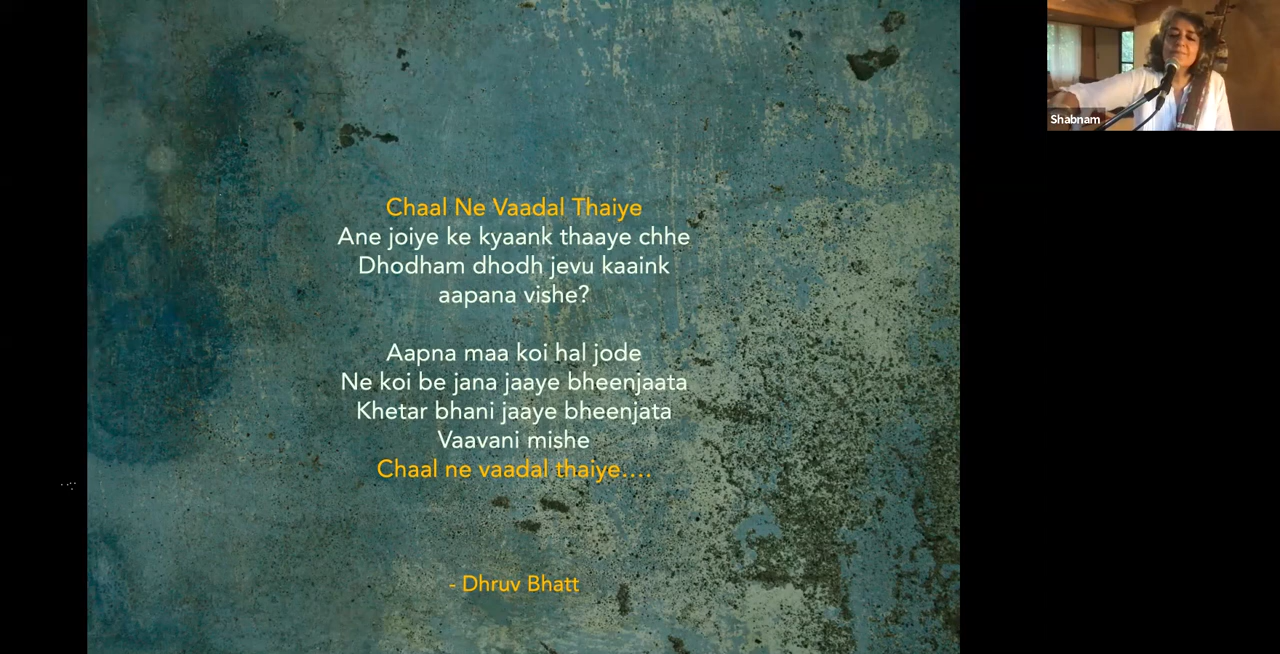 Chaal Ne Vaadal Thaiye
Ane joiye ke kyaank thaaye chhe
Dhodham dhodh jevu kaaink
aapana vishe?
Aapna maa koi hal jode
Ne koi be jana jaaye bheenjaata
Khetar bhani jaaye bheenjata
Vaavani mishe
Chaal ne vaadal thaiye....
- Dhruv Bhatt
Shabnam